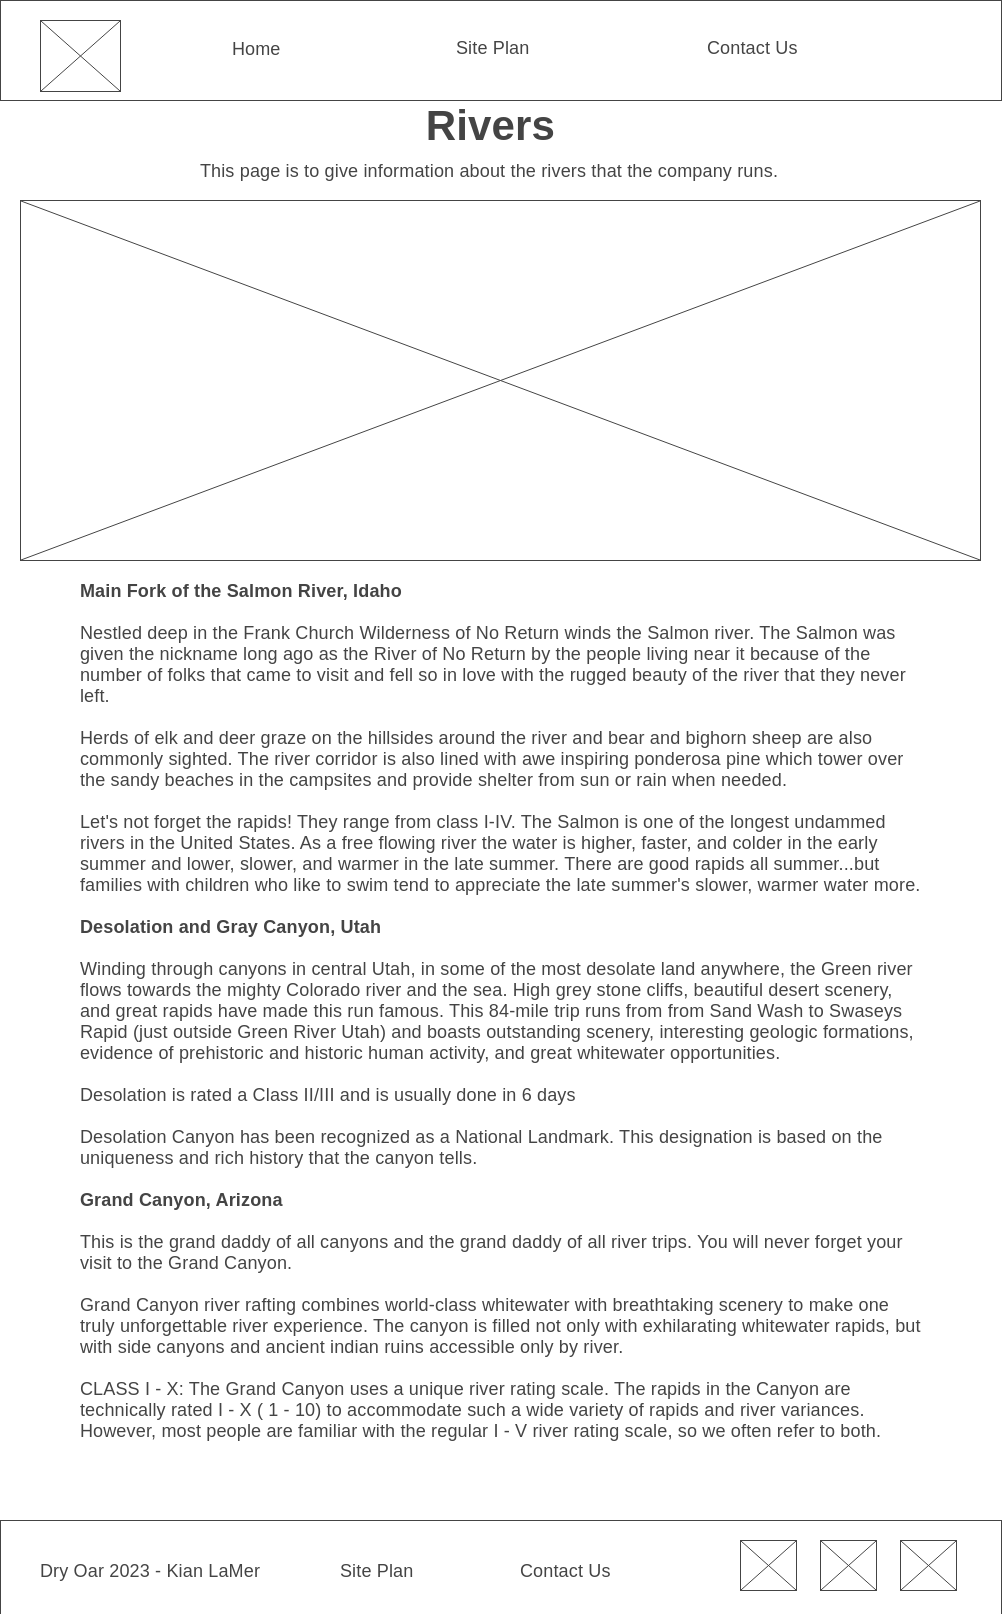 Home Site Plan Contact Us
Rivers
This page is to give information about the rivers that the company runs.
Main Fork of the Salmon River, Idaho
Nestled deep in the Frank Church Wilderness of No Return winds the Salmon river. The Salmon was
given the nickname long ago as the River of No Return by the people living near it because of the
number of folks that came to visit and fell so in love with the rugged beauty of the river that they never
left.
Herds of elk and deer graze on the hillsides around the river and bear and bighorn sheep are also
commonly sighted. The river corridor is also lined with awe inspiring ponderosa pine which tower over
the sandy beaches in the campsites and provide shelter from sun or rain when needed.
Let's not forget the rapids! They range from class I-IV. The Salmon is one of the longest undammed
rivers in the United States. As a free flowing river the water is higher, faster, and colder in the early
summer and lower, slower, and warmer in the late summer. There are good rapids all summer...but
families with children who like to swim tend to appreciate the late summer's slower, warmer water more.
Desolation and Gray Canyon, Utah
Winding through canyons in central Utah, in some of the most desolate land anywhere, the Green river
flows towards the mighty Colorado river and the sea. High grey stone cliffs, beautiful desert scenery,
and great rapids have made this run famous. This 84-mile trip runs from from Sand Wash to Swaseys
Rapid (just outside Green River Utah) and boasts outstanding scenery, interesting geologic formations,
evidence of prehistoric and historic human activity, and great whitewater opportunities.
Desolation is rated a Class II/III and is usually done in 6 days
Desolation Canyon has been recognized as a National Landmark. This designation is based on the
uniqueness and rich history that the canyon tells.
Grand Canyon, Arizona
This is the grand daddy of all canyons and the grand daddy of all river trips. You will never forget your
visit to the Grand Canyon.
Grand Canyon river rafting combines world-class whitewater with breathtaking scenery to make one
truly unforgettable river experience. The canyon is filled not only with exhilarating whitewater rapids, but
with side canyons and ancient indian ruins accessible only by river.
CLASS I - X: The Grand Canyon uses a unique river rating scale. The rapids in the Canyon are
technically rated I - X ( 1 - 10) to accommodate such a wide variety of rapids and river variances.
However, most people are familiar with the regular I - V river rating scale, so we often refer to both.
Dry Oar 2023 - Kian LaMer Site Plan Contact Us